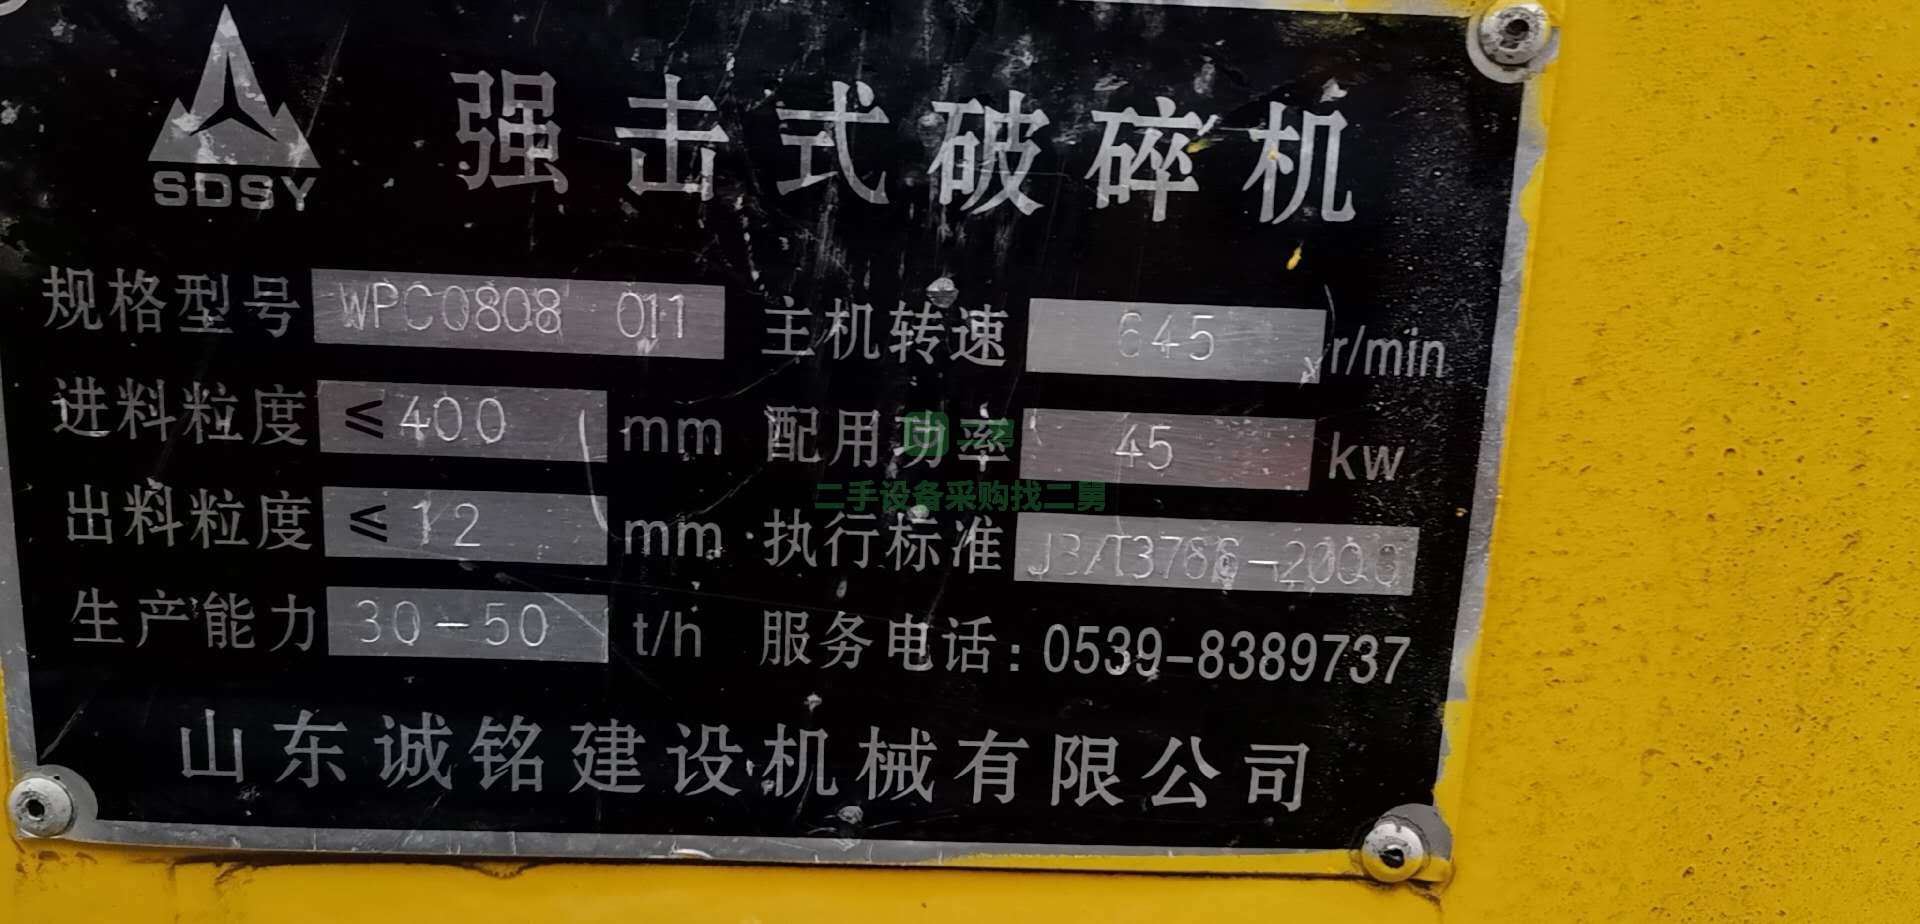 SDSY
强击式破碎机
规格型号 WPC0808 011 主机转速 645 r/min
进料粒度 ≤400 mm 配用功率 45 kw
二手设备采购找二舅
出料粒度 ≤12 mm 执行标准 JB/T3766-2000
生产能力 30-50 t/h 服务电话:0539-8389737
山东诚铭建设机械有限公司